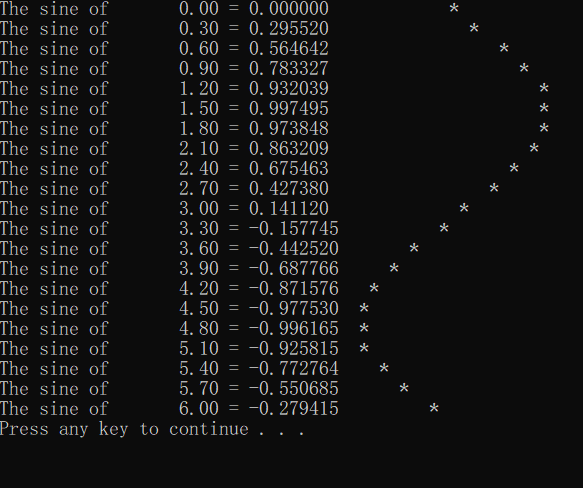 The sine of       0.00 = 0.000000            *
The sine of       0.30 = 0.295520              *
The sine of       0.60 = 0.564642                 *
The sine of       0.90 = 0.783327                   *
The sine of       1.20 = 0.932039                     *
The sine of       1.50 = 0.997495                     *
The sine of       1.80 = 0.973848                     *
The sine of       2.10 = 0.863209                    *
The sine of       2.40 = 0.675463                  *
The sine of       2.70 = 0.427380                *
The sine of       3.00 = 0.141120             *
The sine of       3.30 = -0.157745          *
The sine of       3.60 = -0.442520       *
The sine of       3.90 = -0.687766     *
The sine of       4.20 = -0.871576   *
The sine of       4.50 = -0.977530  *
The sine of       4.80 = -0.996165  *
The sine of       5.10 = -0.925815  *
The sine of       5.40 = -0.772764    *
The sine of       5.70 = -0.550685      *
The sine of       6.00 = -0.279415         *
Press any key to continue . . .